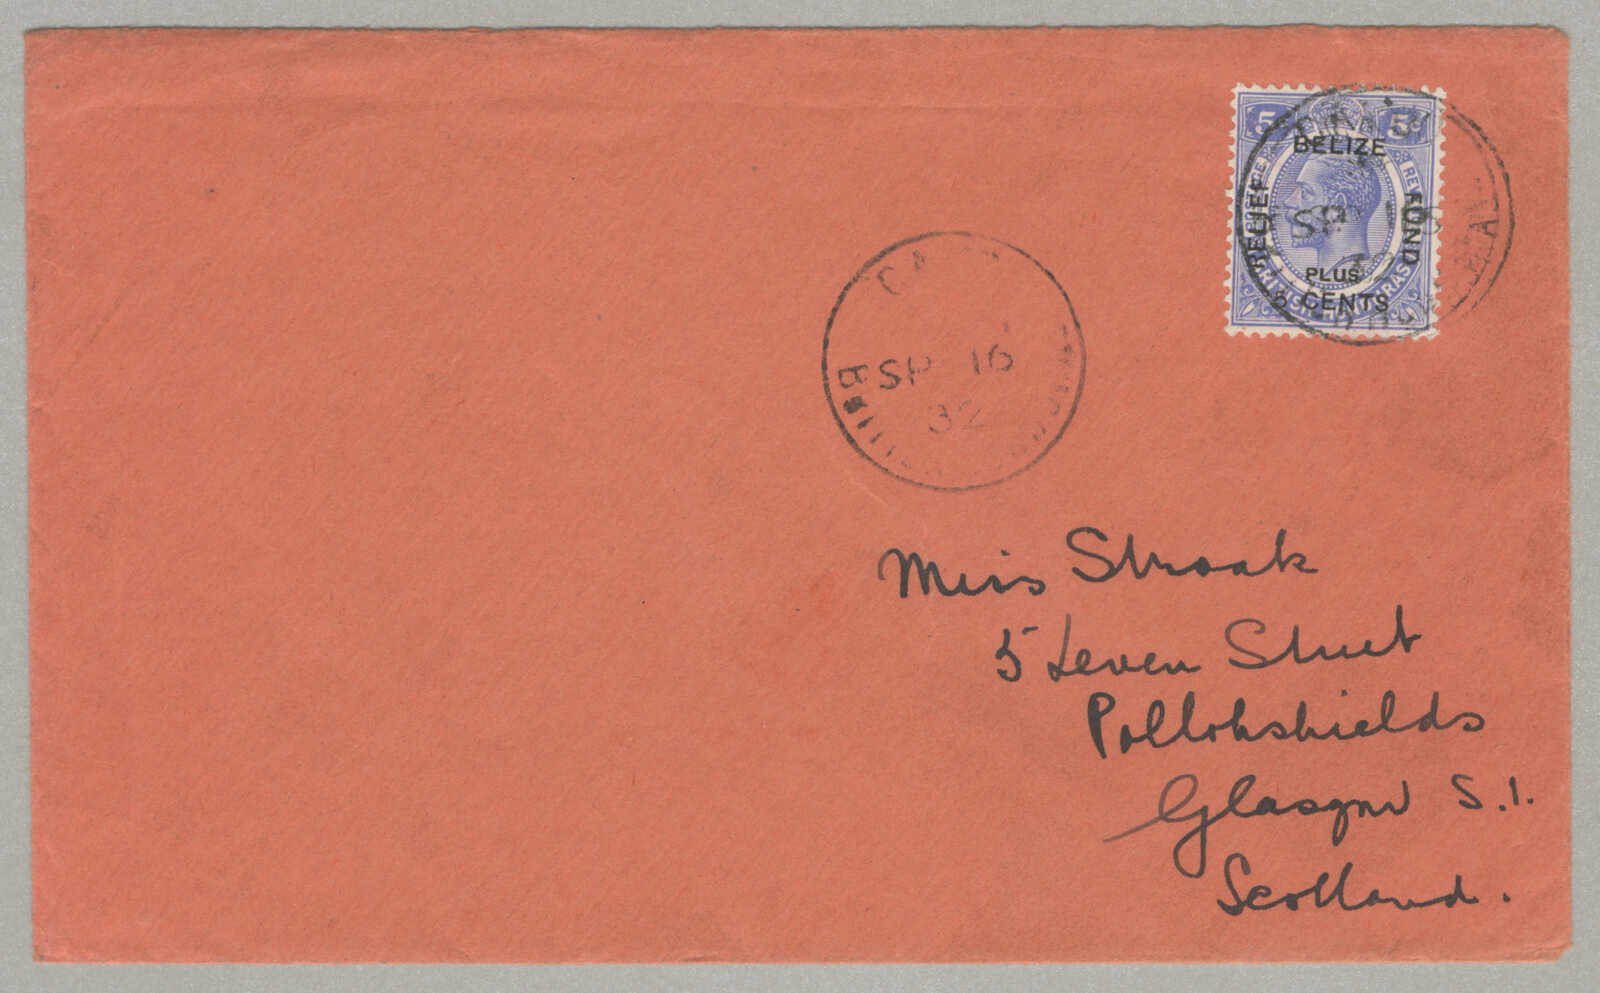 5 5
BELIZE
RELIEF
FUND
PLUS
5 CENTS
SP 16
32
Miss Stronk
5 Leven Street
Pollokshields
Glasgow S.1.
Scotland.